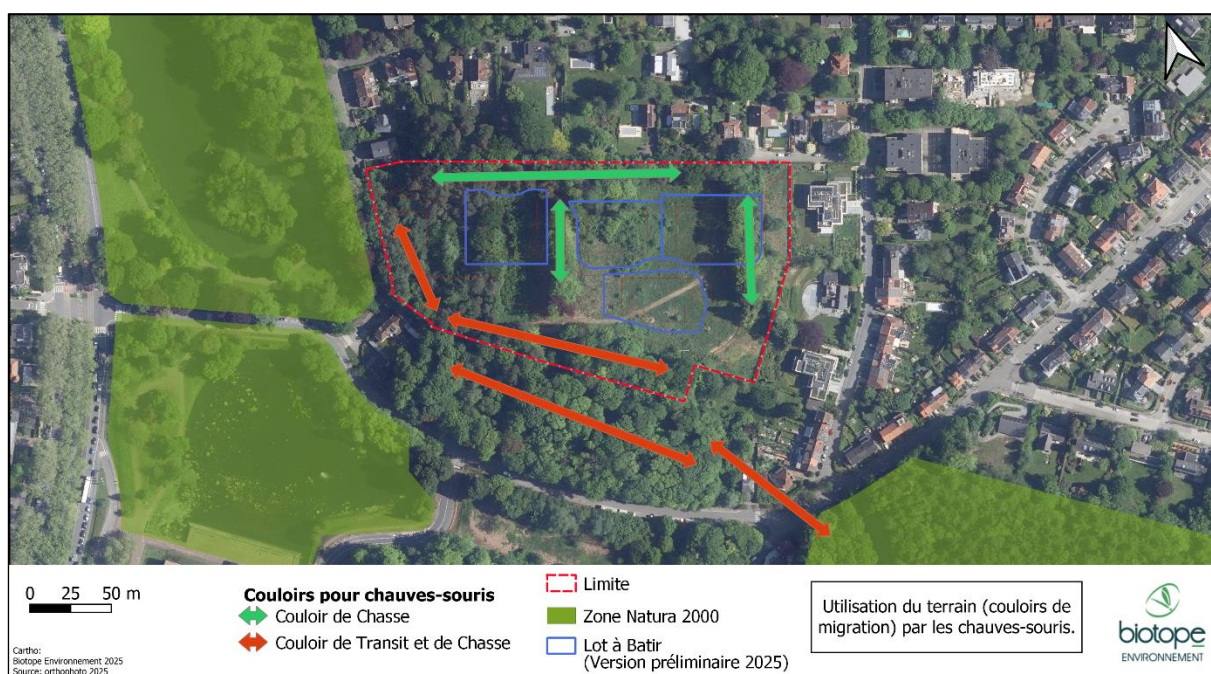 0 25 50 m
Cartho:
Biotope Environnement 2025
Source: orthophoto 2025
Couloirs pour chauves-souris
Couloir de Chasse
Couloir de Transit et de Chasse
Limite
Zone Natura 2000
Lot à Batir
(Version préliminaire 2025)
Utilisation du terrain (couloirs de
migration) par les chauves-souris.
biotope
ENVIRONNEMENT